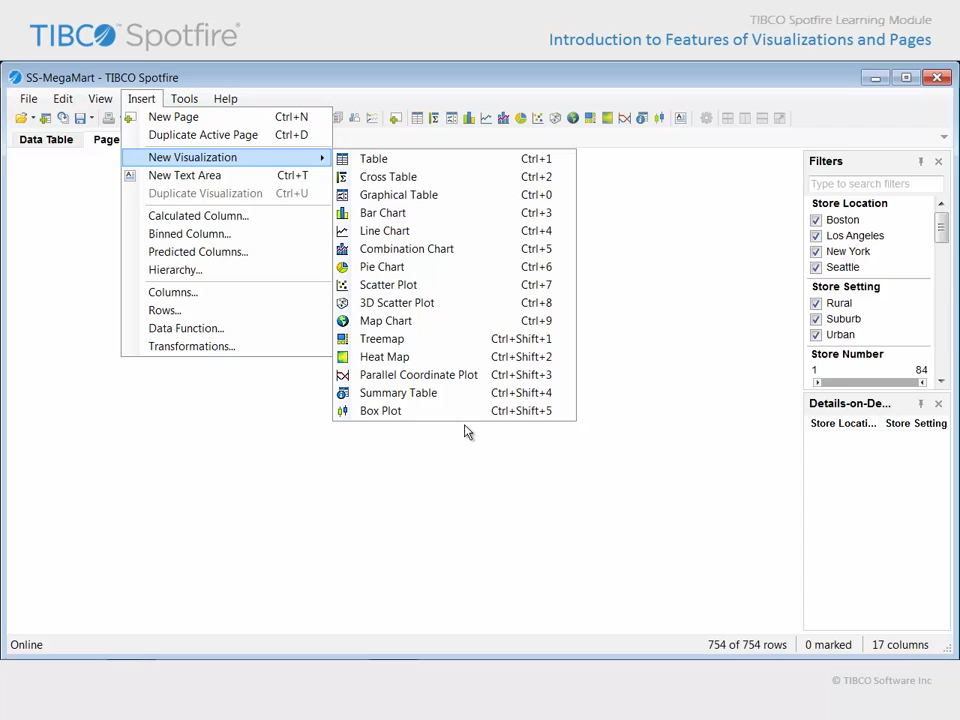 TIBCO Spotfire
TIBCO Spotfire Learning Module
Introduction to Features of Visualizations and Pages
SS-MegaMart - TIBCO Spotfire
File Edit View Insert Tools Help
New Page Ctrl+N
Duplicate Active Page Ctrl+D
New Visualization
New Text Area Ctrl+T
Duplicate Visualization Ctrl+U
Calculated Column...
Binned Column...
Predicted Columns...
Hierarchy...
Columns...
Rows...
Data Function...
Transformations...
Table Ctrl+1
Cross Table Ctrl+2
Graphical Table Ctrl+0
Bar Chart Ctrl+3
Line Chart Ctrl+4
Combination Chart Ctrl+5
Pie Chart Ctrl+6
Scatter Plot Ctrl+7
3D Scatter Plot Ctrl+8
Map Chart Ctrl+9
Treemap Ctrl+Shift+1
Heat Map Ctrl+Shift+2
Parallel Coordinate Plot Ctrl+Shift+3
Summary Table Ctrl+Shift+4
Box Plot Ctrl+Shift+5
Data Table Page
Filters
Type to search filters
Store Location
Boston
Los Angeles
New York
Seattle
Store Setting
Rural
Suburb
Urban
Store Number
1 84
Details-on-De...
Store Locati... Store Setting
Online 754 of 754 rows 0 marked 17 columns
© TIBCO Software Inc